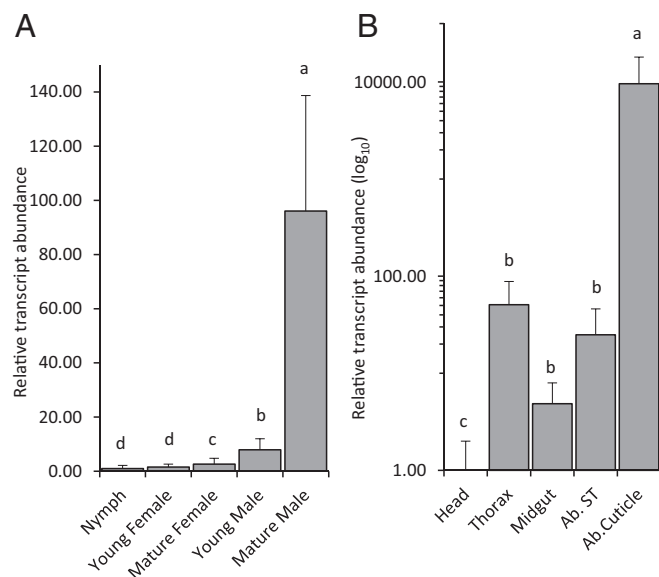 A
Relative transcript abundance
140.00
120.00
100.00
80.00
60.00
40.00
20.00
0.00
d
d
c
b
a
Nymph
Young Female
Mature Female
Young Male
Mature Male
B
Relative transcript abundance (log₁₀)
10000.00
100.00
1.00
c
b
b
b
a
Head
Thorax
Midgut
Ab. ST
Ab.Cuticle